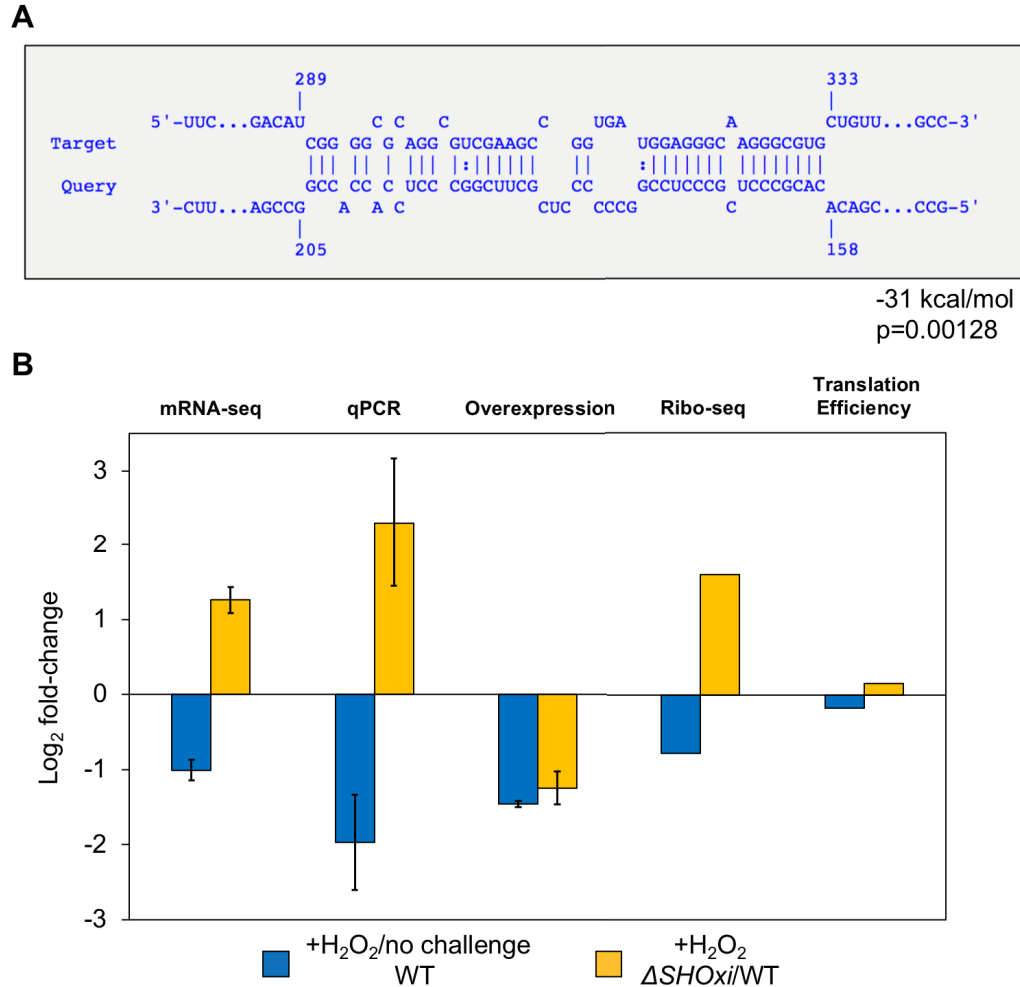 A
289 333
| |
5'-UUC...GACAU C C C C UGA A CUGUU...GCC-3'
Target CGG GG G AGG GUCGAAGC GG UGGAGGGC AGGGCGUG
||| || | ||| |:|||||| || :||||||| ||||||||
Query GCC CC C UCC CGGCUUCG CC GCCUCCCG UCCCGCAC
3'-CUU...AGCCG A A C CUC CCCG C ACAGC...CCG-5'
| |
205 158
-31 kcal/mol
p=0.00128
B
mRNA-seq qPCR Overexpression Ribo-seq Translation Efficiency
Log₂ fold-change
3
2
1
0
-1
-2
-3
+H₂O₂/no challenge
WT
+H₂O₂
ΔSHOxi/WT